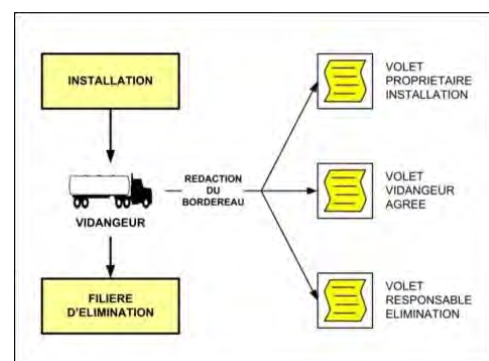 INSTALLATION
VIDANGEUR
FILIERE
D'ELIMINATION
REDACTION
DU
BORDEREAU
VOLET
PROPRIETAIRE
INSTALLATION
VOLET
VIDANGEUR
AGREE
VOLET
RESPONSABLE
ELIMINATION